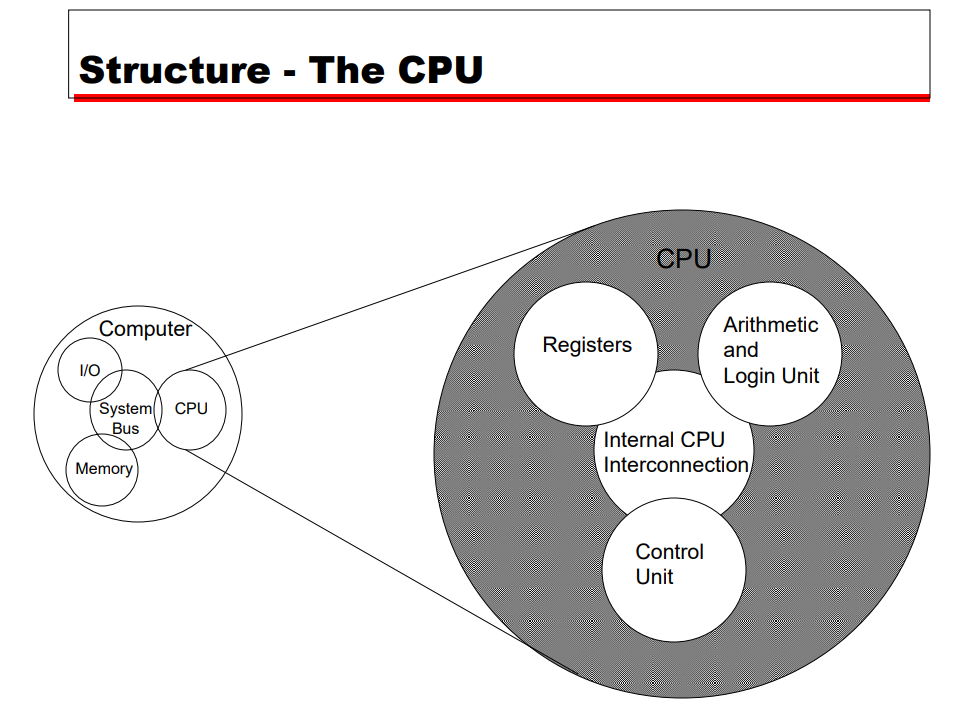 Structure - The CPU
Computer
I/O
System
Bus
CPU
Memory
CPU
Registers
Arithmetic
and
Login Unit
Internal CPU
Interconnection
Control
Unit